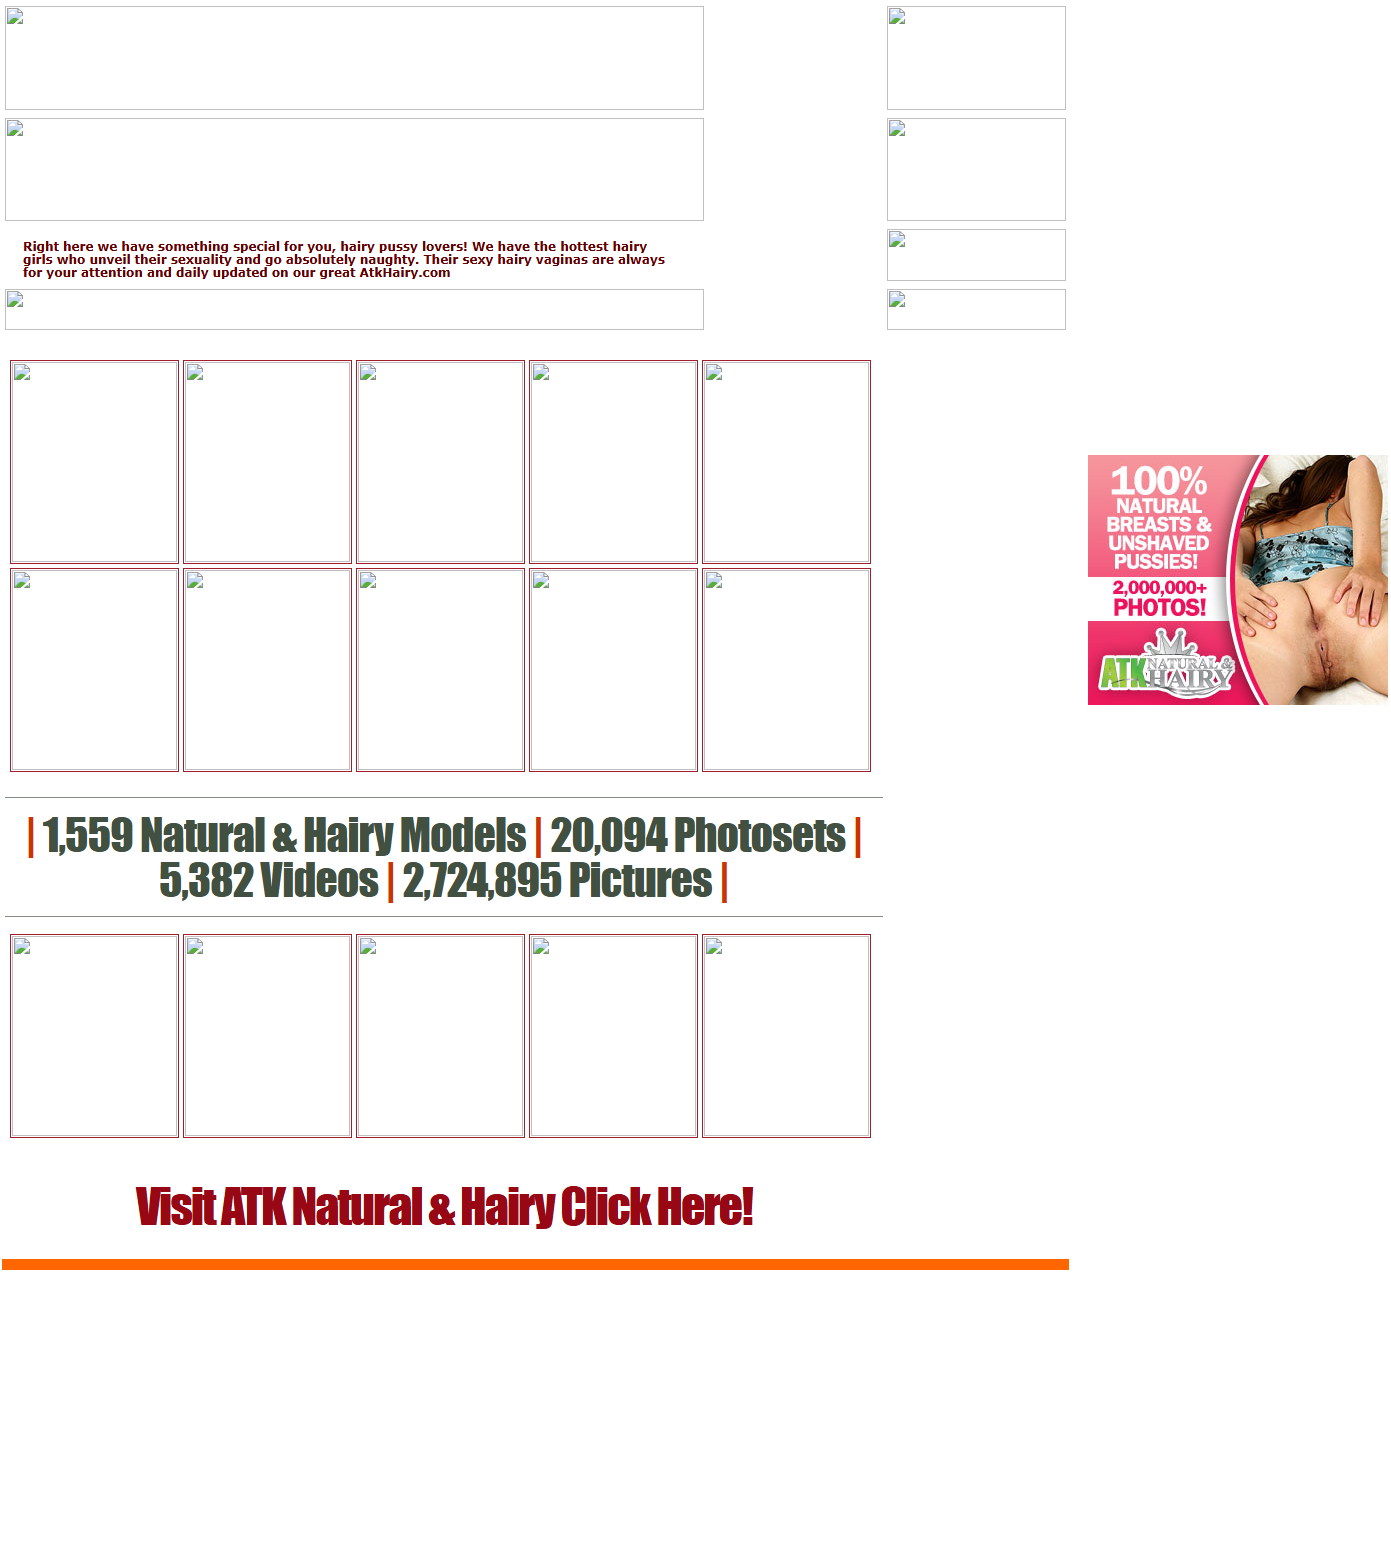 Right here we have something special for you, hairy pussy lovers! We have the hottest hairy
girls who unveil their sexuality and go absolutely naughty. Their sexy hairy vaginas are always
for your attention and daily updated on our great AtkHairy.com
100%
NATURAL
BREASTS &
UNSHAVED
PUSSIES!
2,000,000+
PHOTOS!
ATK NATURAL &
HAIRY
| 1,559 Natural & Hairy Models | 20,094 Photosets |
5,382 Videos | 2,724,895 Pictures |
Visit ATK Natural & Hairy Click Here!